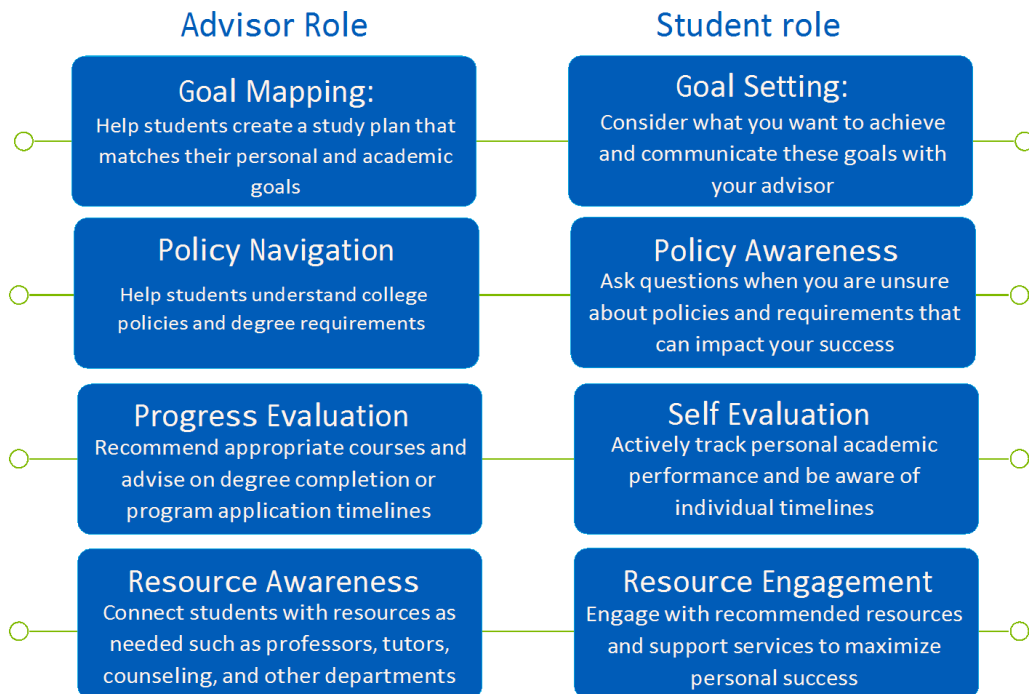 Advisor Role
Student role
Goal Mapping:
Help students create a study plan that
matches their personal and academic
goals
Goal Setting:
Consider what you want to achieve
and communicate these goals with
your advisor
Policy Navigation
Help students understand college
policies and degree requirements
Policy Awareness
Ask questions when you are unsure
about policies and requirements that
can impact your success
Progress Evaluation
Recommend appropriate courses and
advise on degree completion or
program application timelines
Self Evaluation
Actively track personal academic
performance and be aware of
individual timelines
Resource Awareness
Connect students with resources as
needed such as professors, tutors,
counseling, and other departments
Resource Engagement
Engage with recommended resources
and support services to maximize
personal success